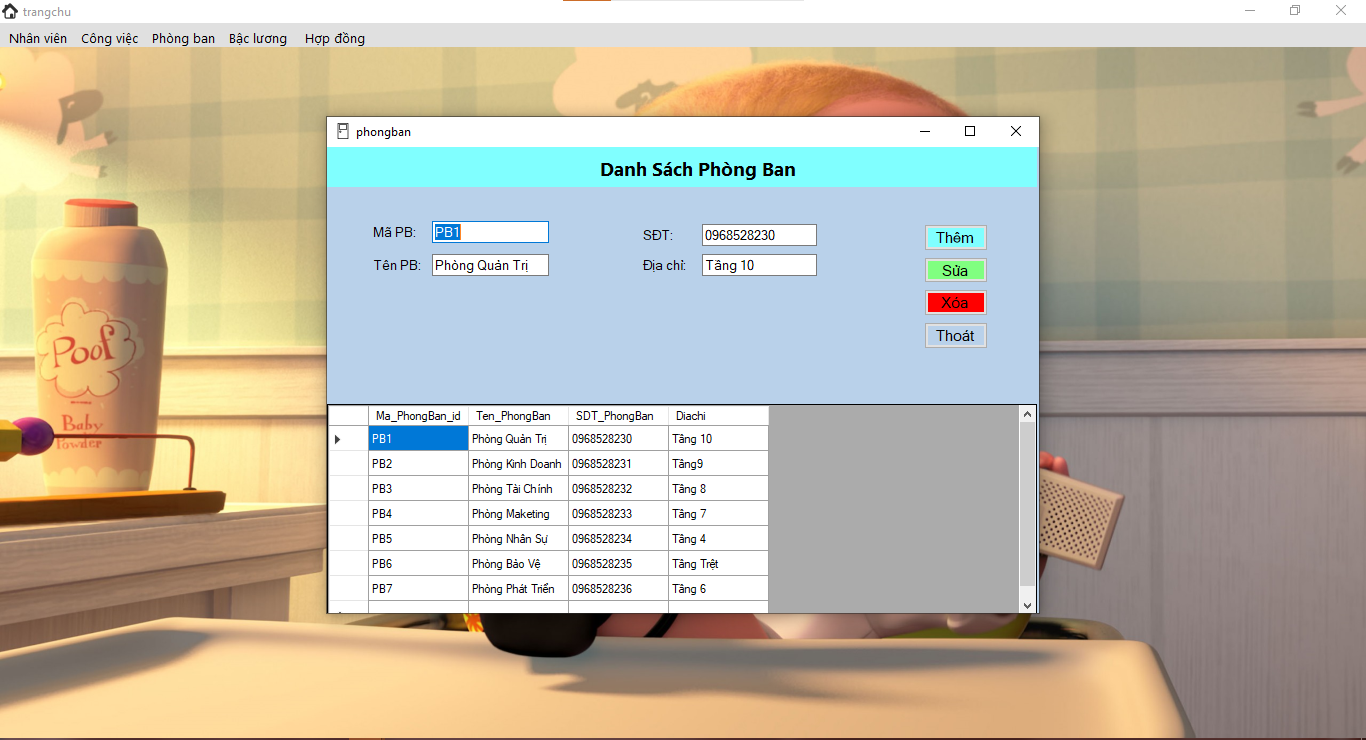 trangchu
Nhân viên Công việc Phòng ban Bậc lương Hợp đồng
phongban
Danh Sách Phòng Ban
Mã PB: PB1 SĐT: 0968528230 Thêm
Tên PB: Phòng Quản Trị Địa chỉ: Tầng 10 Sửa
Xóa
Thoát
Ma_PhongBan_id Ten_PhongBan SDT_PhongBan Diachi
PB1 Phòng Quản Trị 0968528230 Tầng 10
PB2 Phòng Kinh Doanh 0968528231 Tầng9
PB3 Phòng Tài Chính 0968528232 Tầng 8
PB4 Phòng Maketing 0968528233 Tầng 7
PB5 Phòng Nhân Sự 0968528234 Tầng 4
PB6 Phòng Bảo Vệ 0968528235 Tầng Trệt
PB7 Phòng Phát Triển 0968528236 Tầng 6
Poof
Baby
Powder